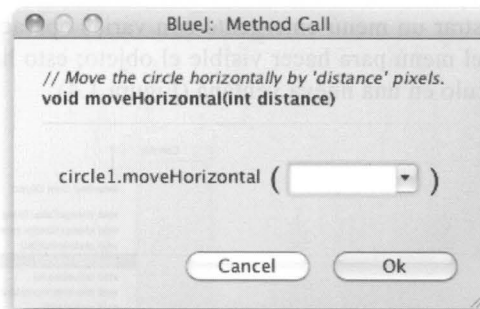 BlueJ: Method Call
// Move the circle horizontally by 'distance' pixels.
void moveHorizontal(int distance)
circle1.moveHorizontal ( )
Cancel Ok